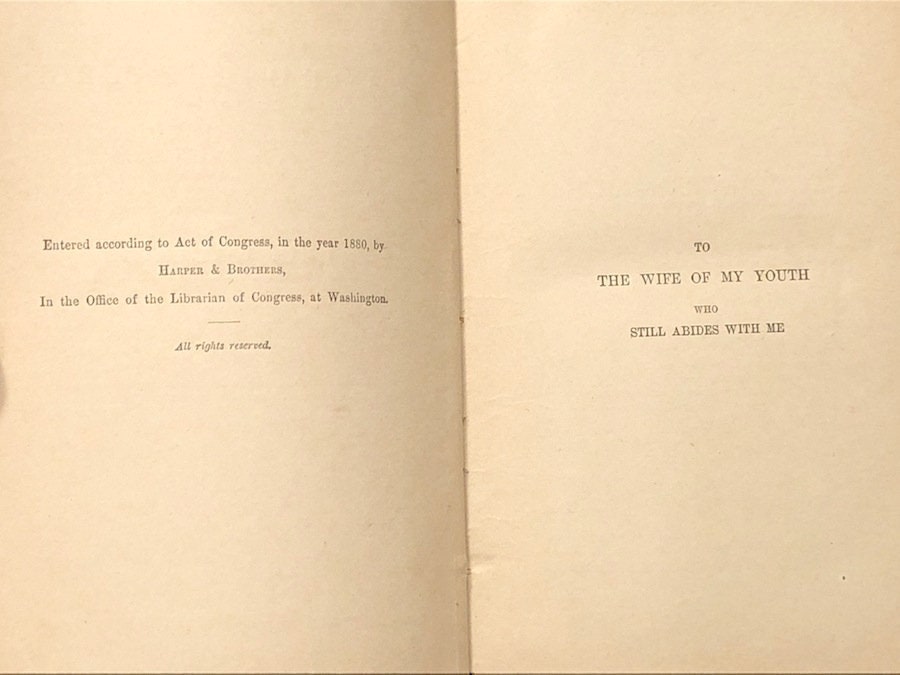 Entered according to Act of Congress, in the year 1880, by
HARPER & BROTHERS,
In the Office of the Librarian of Congress, at Washington.
All rights reserved.
TO
THE WIFE OF MY YOUTH
WHO
STILL ABIDES WITH ME